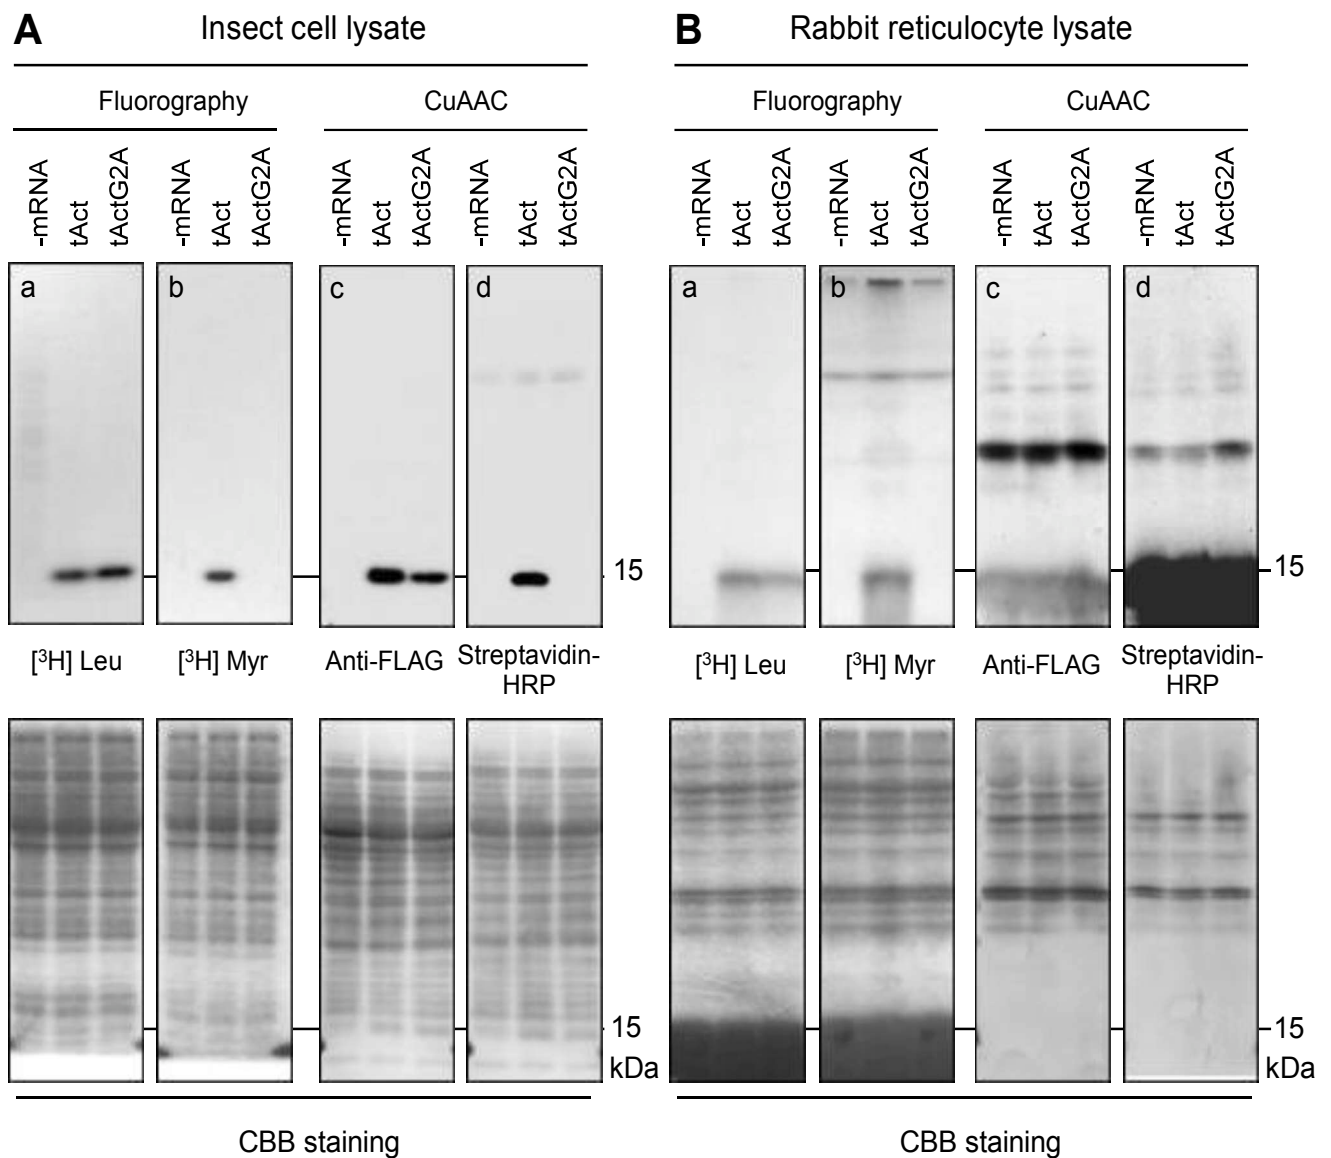 A Insect cell lysate
Fluorography CuAAC
-mRNA tAct tActG2A -mRNA tAct tActG2A -mRNA tAct tActG2A -mRNA tAct tActG2A
a b c d
15
[³H] Leu [³H] Myr Anti-FLAG Streptavidin-
HRP
15
kDa
CBB staining
B Rabbit reticulocyte lysate
Fluorography CuAAC
-mRNA tAct tActG2A -mRNA tAct tActG2A -mRNA tAct tActG2A -mRNA tAct tActG2A
a b c d
15
[³H] Leu [³H] Myr Anti-FLAG Streptavidin-
HRP
15
kDa
CBB staining